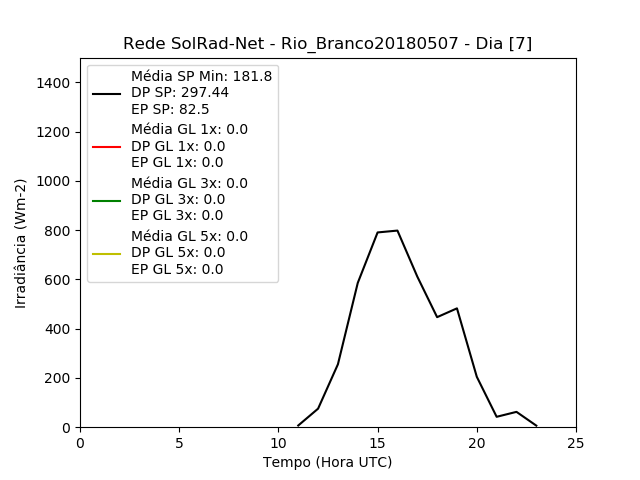 Rede SolRad-Net - Rio_Branco20180507 - Dia [7]
Média SP Min: 181.8
DP SP: 297.44
EP SP: 82.5
Média GL 1x: 0.0
DP GL 1x: 0.0
EP GL 1x: 0.0
Média GL 3x: 0.0
DP GL 3x: 0.0
EP GL 3x: 0.0
Média GL 5x: 0.0
DP GL 5x: 0.0
EP GL 5x: 0.0
Irradiância (Wm-2)
1400
1200
1000
800
600
400
200
0
0 5 10 15 20 25
Tempo (Hora UTC)